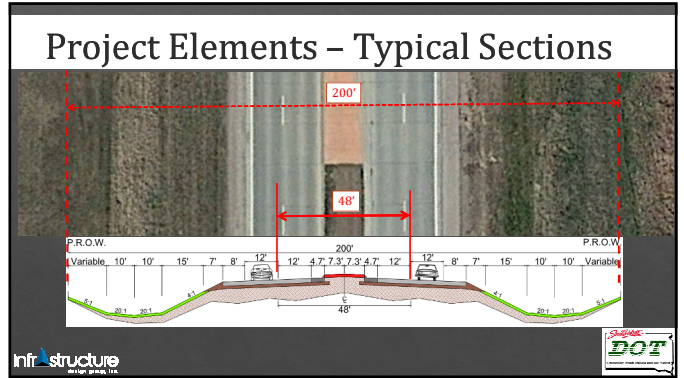 Project Elements – Typical Sections
200’
48’
P.R.O.W. P.R.O.W.
200'
Variable 10' 10' 15' 7' 8' 12' 12' 4.7' 7.3' 7.3' 4.7' 12' 12' 8' 7' 15' 10' 10' Variable
5:1 20:1 20:1 4:1 4:1 20:1 20:1 5:1
℄
48'
infrastructure
design group, inc.
South Dakota
DOT